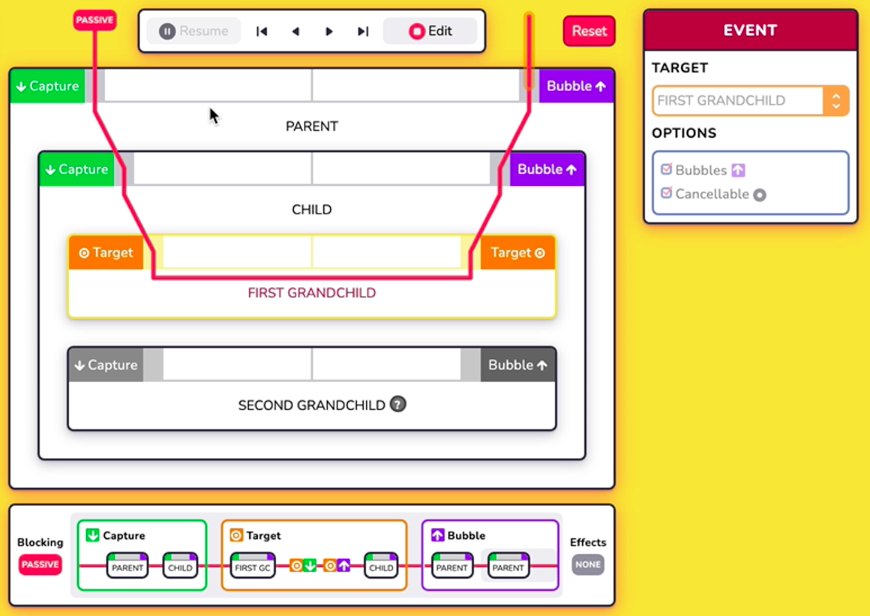 PASSIVE
Resume
Edit
Reset
Capture
Bubble
PARENT
Capture
Bubble
CHILD
Target
Target
FIRST GRANDCHILD
Capture
Bubble
SECOND GRANDCHILD ?
EVENT
TARGET
FIRST GRANDCHILD
OPTIONS
Bubbles
Cancellable
Blocking
PASSIVE
Capture
PARENT
CHILD
Target
FIRST GC
CHILD
Bubble
PARENT
PARENT
Effects
NONE